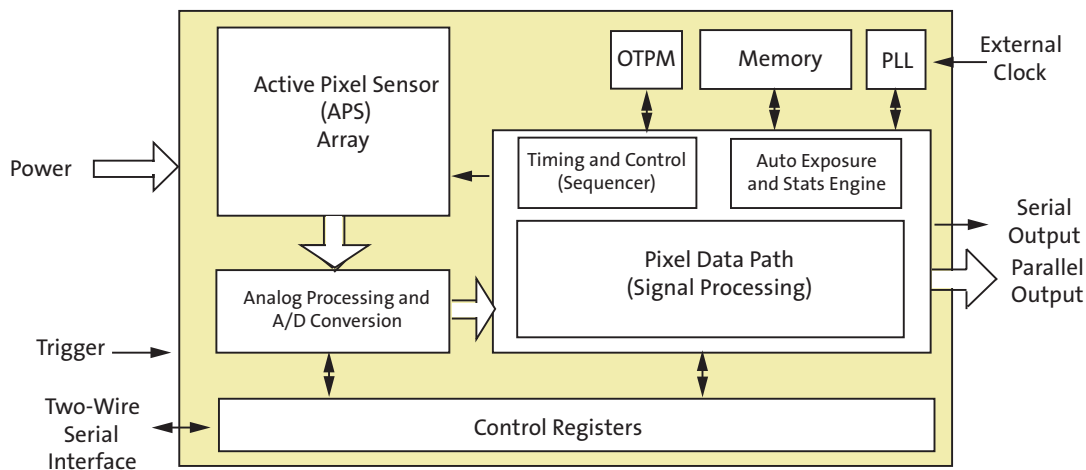 Active Pixel Sensor
(APS)
Array
OTPM
Memory
PLL
External
Clock
Power
Timing and Control
(Sequencer)
Auto Exposure
and Stats Engine
Serial
Output
Pixel Data Path
(Signal Processing)
Parallel
Output
Analog Processing and
A/D Conversion
Trigger
Two-Wire
Serial
Interface
Control Registers